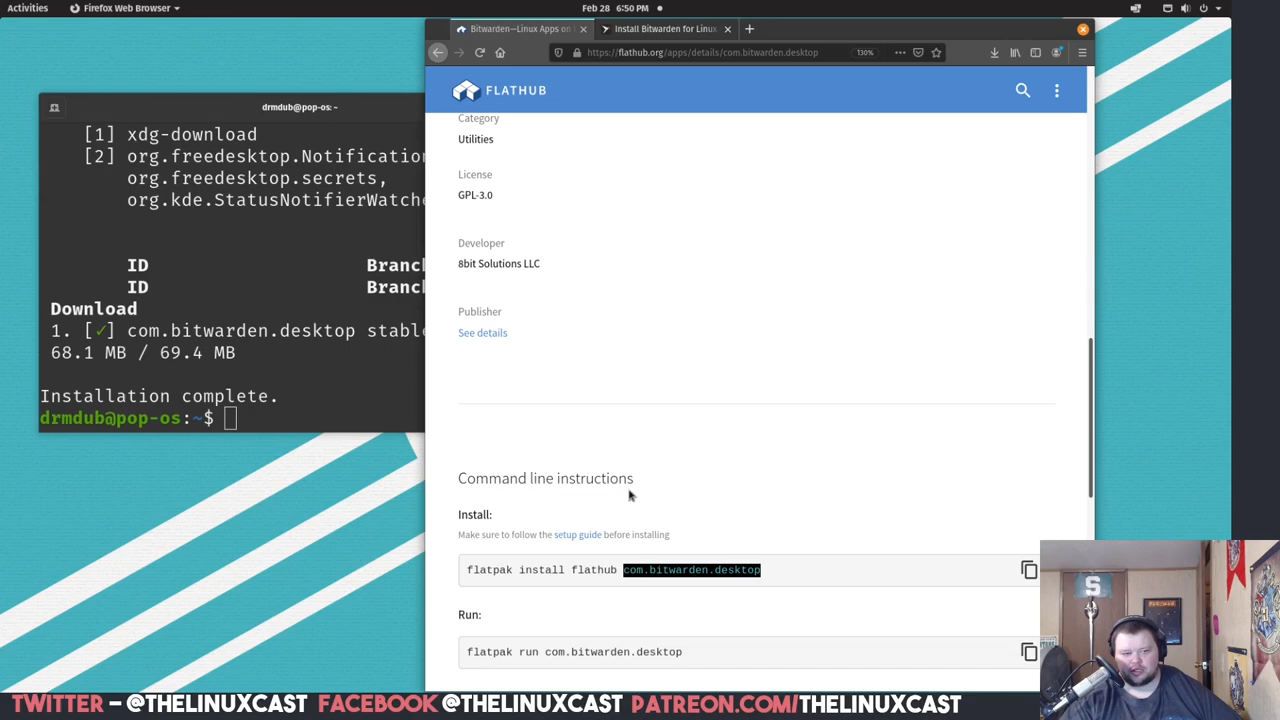 Activities
Firefox Web Browser
Feb 28 6:50 PM
Bitwarden—Linux Apps on
Install Bitwarden for Linux
https://flathub.org/apps/details/com.bitwarden.desktop
130%
drmdub@pop-os: ~
[1] xdg-download
[2] org.freedesktop.Notification
org.freedesktop.secrets,
org.kde.StatusNotifierWatche
ID Branch
ID Branch
Download
1. [✓] com.bitwarden.desktop stable
68.1 MB / 69.4 MB
Installation complete.
drmdub@pop-os:~$
FLATHUB
Category
Utilities
License
GPL-3.0
Developer
8bit Solutions LLC
Publisher
See details
Command line instructions
Install:
Make sure to follow the setup guide before installing
flatpak install flathub com.bitwarden.desktop
Run:
flatpak run com.bitwarden.desktop
TWITTER – @THELINUXCAST FACEBOOK @THELINUXCAST PATREON.COM/THELINUXCAST